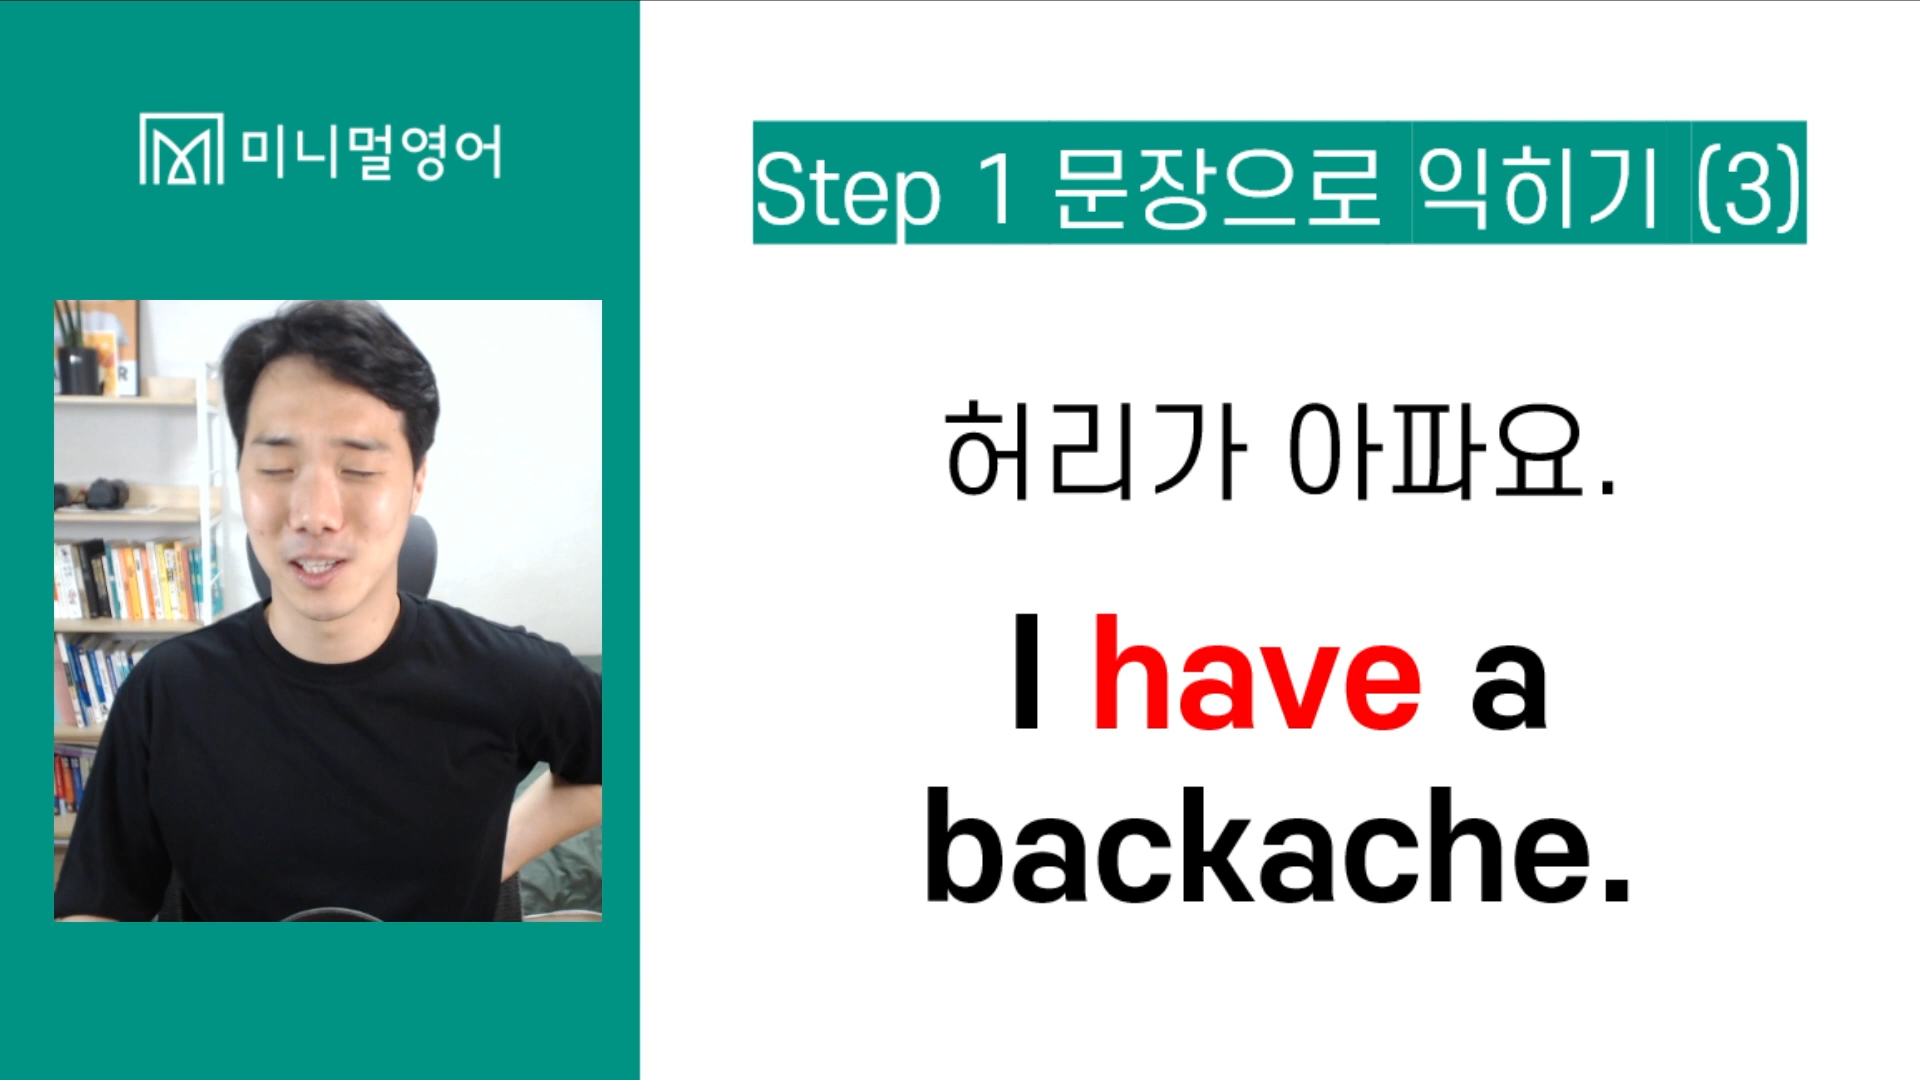 미니멀영어
Step 1 문장으로 익히기 (3)
허리가 아파요.
I have a
backache.